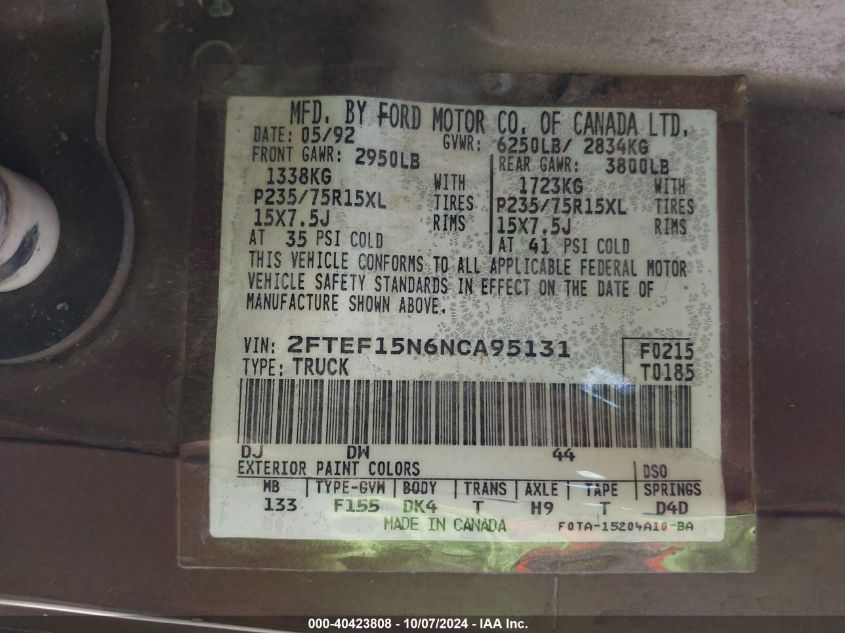 MFD. BY FORD MOTOR CO. OF CANADA LTD.
DATE: 05/92 GVWR: 6250LB/ 2834KG
FRONT GAWR: 2950LB REAR GAWR: 3800LB
1338KG WITH 1723KG WITH
P235/75R15XL TIRES P235/75R15XL TIRES
15X7.5J RIMS 15X7.5J RIMS
AT 35 PSI COLD AT 41 PSI COLD
THIS VEHICLE CONFORMS TO ALL APPLICABLE FEDERAL MOTOR
VEHICLE SAFETY STANDARDS IN EFFECT ON THE DATE OF
MANUFACTURE SHOWN ABOVE.
VIN: 2FTEF15N6NCA95131 F0215
TYPE: TRUCK T0185
DJ DW 44
EXTERIOR PAINT COLORS DSO
MB TYPE-GVM BODY TRANS AXLE TAPE SPRINGS
133 F155 DK4 T H9 T D4D
MADE IN CANADA F0TA-15204A10-BA
000-40423808 - 10/07/2024 - IAA Inc.